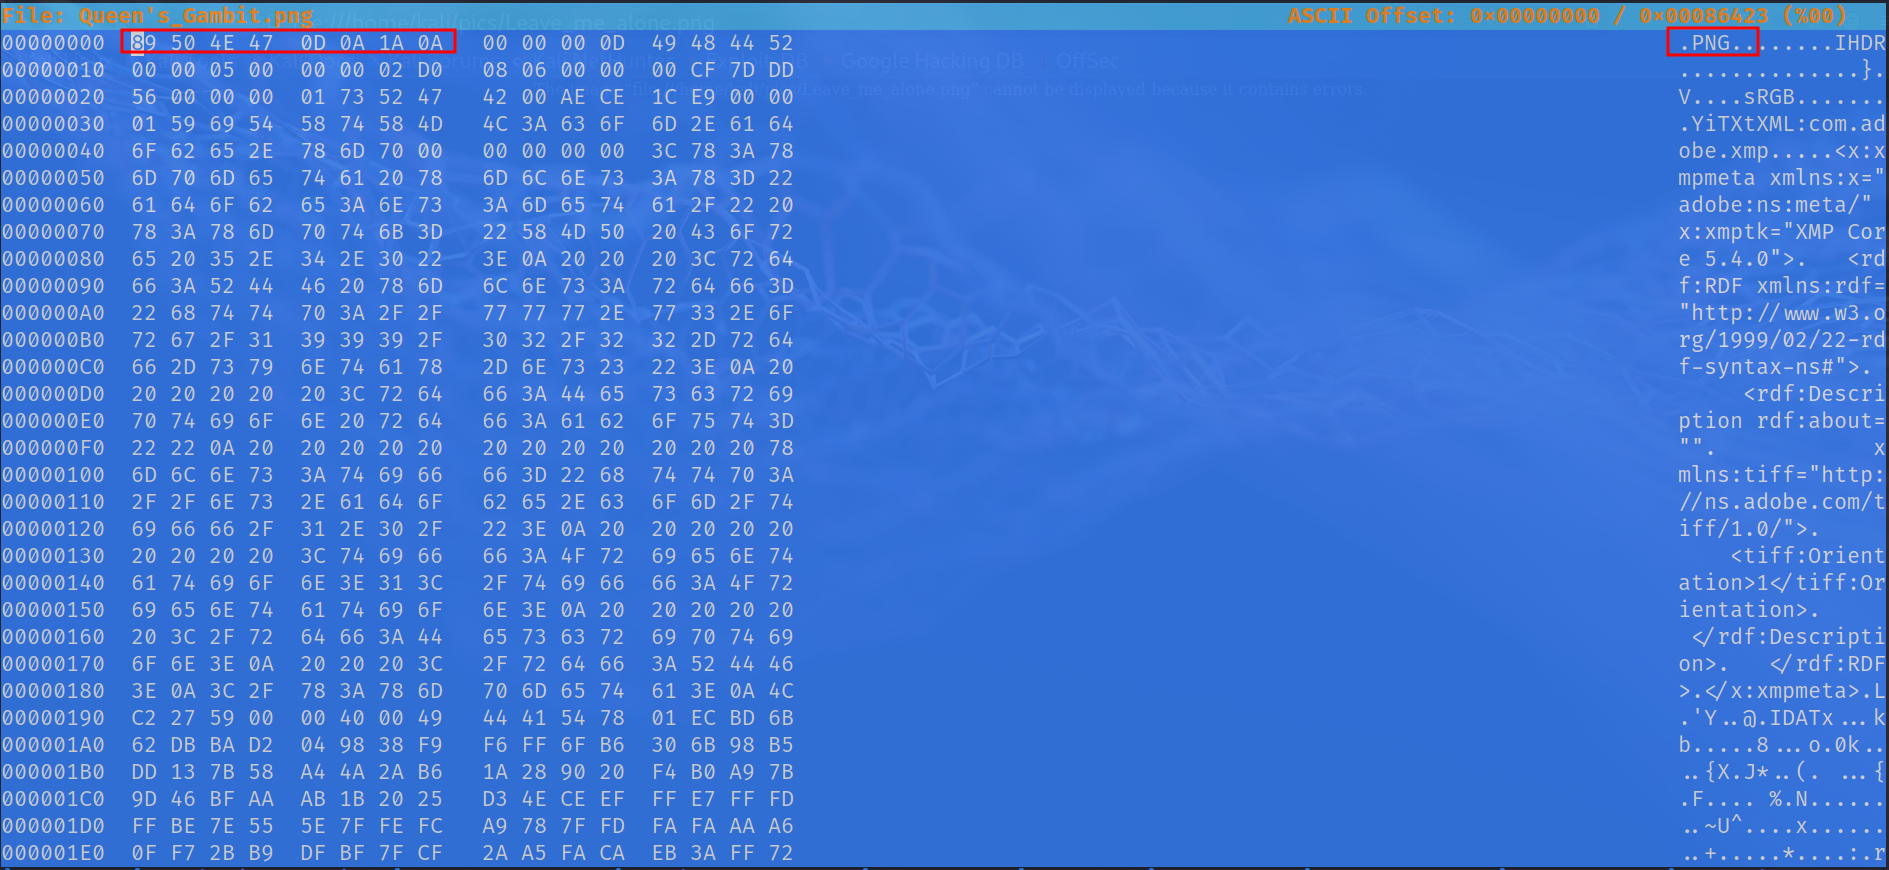 File: Queen's_Gambit.png ASCII Offset: 0×00000000 / 0×00086423 (%00)
00000000 89 50 4E 47 0D 0A 1A 0A 00 00 00 0D 49 48 44 52 .PNG........IHDR
00000010 00 00 05 00 00 00 02 D0 08 06 00 00 00 CF 7D DD ..............}.
00000020 56 00 00 00 01 73 52 47 42 00 AE CE 1C E9 00 00 V....sRGB.......
00000030 01 59 69 54 58 74 58 4D 4C 3A 63 6F 6D 2E 61 64 .YiTXtXML:com.ad
00000040 6F 62 65 2E 78 6D 70 00 00 00 00 00 3C 78 3A 78 obe.xmp.....<x:x
00000050 6D 70 6D 65 74 61 20 78 6D 6C 6E 73 3A 78 3D 22 mpmeta xmlns:x="
00000060 61 64 6F 62 65 3A 6E 73 3A 6D 65 74 61 2F 22 20 adobe:ns:meta/"
00000070 78 3A 78 6D 70 74 6B 3D 22 58 4D 50 20 43 6F 72 x:xmptk="XMP Cor
00000080 65 20 35 2E 34 2E 30 22 3E 0A 20 20 20 3C 72 64 e 5.4.0">.   <rd
00000090 66 3A 52 44 46 20 78 6D 6C 6E 73 3A 72 64 66 3D f:RDF xmlns:rdf=
000000A0 22 68 74 74 70 3A 2F 2F 77 77 77 2E 77 33 2E 6F "http://www.w3.o
000000B0 72 67 2F 31 39 39 39 2F 30 32 2F 32 32 2D 72 64 rg/1999/02/22-rd
000000C0 66 2D 73 79 6E 74 61 78 2D 6E 73 23 22 3E 0A 20 f-syntax-ns#">.
000000D0 20 20 20 20 20 3C 72 64 66 3A 44 65 73 63 72 69      <rdf:Descri
000000E0 70 74 69 6F 6E 20 72 64 66 3A 61 62 6F 75 74 3D ption rdf:about=
000000F0 22 22 0A 20 20 20 20 20 20 20 20 20 20 20 20 78 "".            x
00000100 6D 6C 6E 73 3A 74 69 66 66 3D 22 68 74 74 70 3A mlns:tiff="http:
00000110 2F 2F 6E 73 2E 61 64 6F 62 65 2E 63 6F 6D 2F 74 //ns.adobe.com/t
00000120 69 66 66 2F 31 2E 30 2F 22 3E 0A 20 20 20 20 20 iff/1.0/">.
00000130 20 20 20 20 3C 74 69 66 66 3A 4F 72 69 65 6E 74     <tiff:Orient
00000140 61 74 69 6F 6E 3E 31 3C 2F 74 69 66 66 3A 4F 72 ation>1</tiff:Or
00000150 69 65 6E 74 61 74 69 6F 6E 3E 0A 20 20 20 20 20 ientation>.
00000160 20 3C 2F 72 64 66 3A 44 65 73 63 72 69 70 74 69  </rdf:Descripti
00000170 6F 6E 3E 0A 20 20 20 3C 2F 72 64 66 3A 52 44 46 on>.   </rdf:RDF
00000180 3E 0A 3C 2F 78 3A 78 6D 70 6D 65 74 61 3E 0A 4C >.</x:xmpmeta>.L
00000190 C2 27 59 00 00 40 00 49 44 41 54 78 01 EC BD 6B .'Y..@.IDATx...k
000001A0 62 DB BA D2 04 98 38 F9 F6 FF 6F B6 30 6B 98 B5 b.....8...o.0k..
000001B0 DD 13 7B 58 A4 4A 2A B6 1A 28 90 20 F4 B0 A9 7B ..{X.J*..(. ...{
000001C0 9D 46 BF AA AB 1B 20 25 D3 4E CE EF FF E7 FF FD .F.... %.N......
000001D0 FF BE 7E 55 5E 7F FE FC A9 78 7F FD FA FA AA A6 ..~U^....x......
000001E0 0F F7 2B B9 DF BF 7F CF 2A A5 FA CA EB 3A FF 72 ..+.....*....:.r